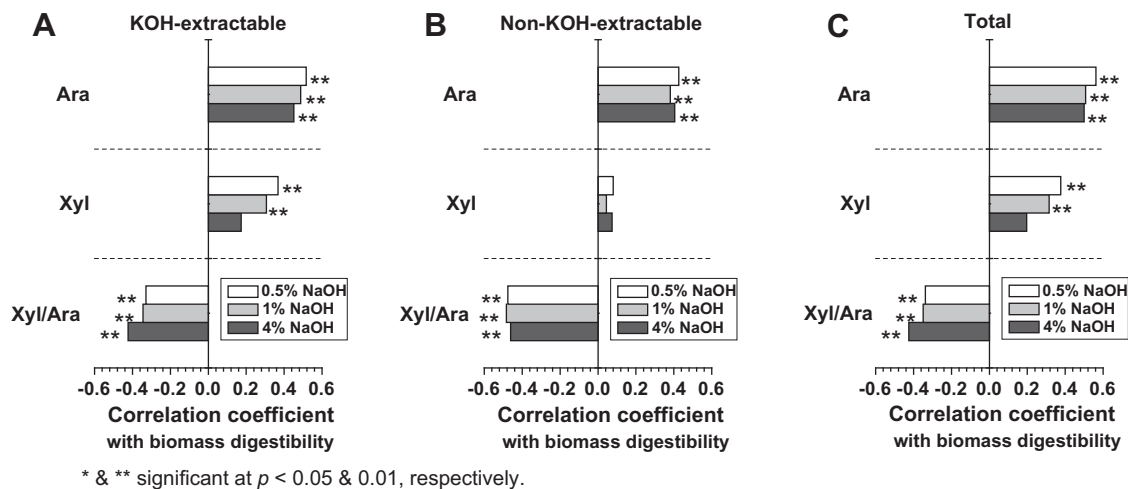 A
KOH-extractable
Ara
**
**
**
Xyl
**
**
Xyl/Ara
**
**
**
0.5% NaOH
1% NaOH
4% NaOH
-0.6 -0.4 -0.2 0.0 0.2 0.4 0.6
Correlation coefficient
with biomass digestibility
B
Non-KOH-extractable
Ara
**
**
**
Xyl
Xyl/Ara
**
**
**
0.5% NaOH
1% NaOH
4% NaOH
-0.6 -0.4 -0.2 0.0 0.2 0.4 0.6
Correlation coefficient
with biomass digestibility
C
Total
Ara
**
**
**
Xyl
**
**
Xyl/Ara
**
**
**
0.5% NaOH
1% NaOH
4% NaOH
-0.6 -0.4 -0.2 0.0 0.2 0.4 0.6
Correlation coefficient
with biomass digestibility
* & ** significant at p < 0.05 & 0.01, respectively.